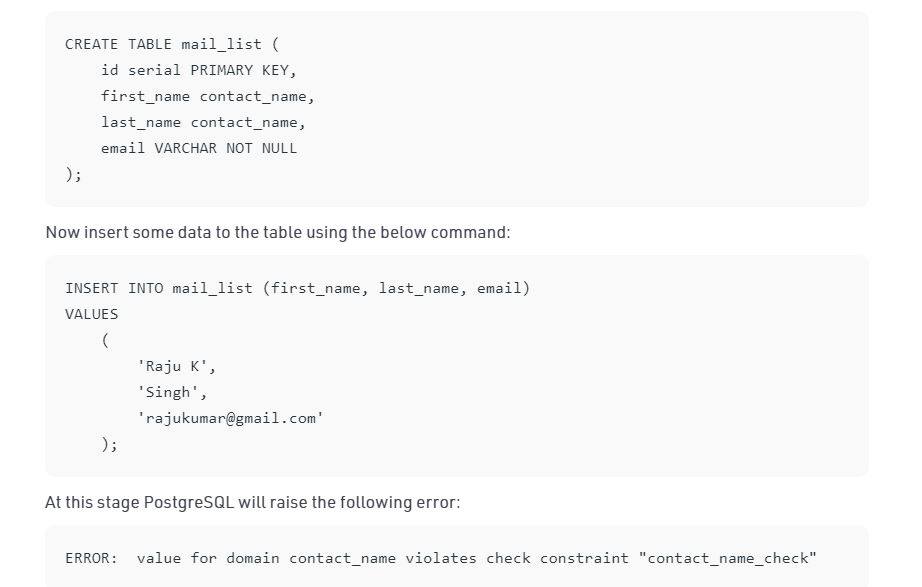 CREATE TABLE mail_list (
    id serial PRIMARY KEY,
    first_name contact_name,
    last_name contact_name,
    email VARCHAR NOT NULL
);
Now insert some data to the table using the below command:
INSERT INTO mail_list (first_name, last_name, email)
VALUES
    (
        'Raju K',
        'Singh',
        'rajukumar@gmail.com'
    );
At this stage PostgreSQL will raise the following error:
ERROR:  value for domain contact_name violates check constraint "contact_name_check"